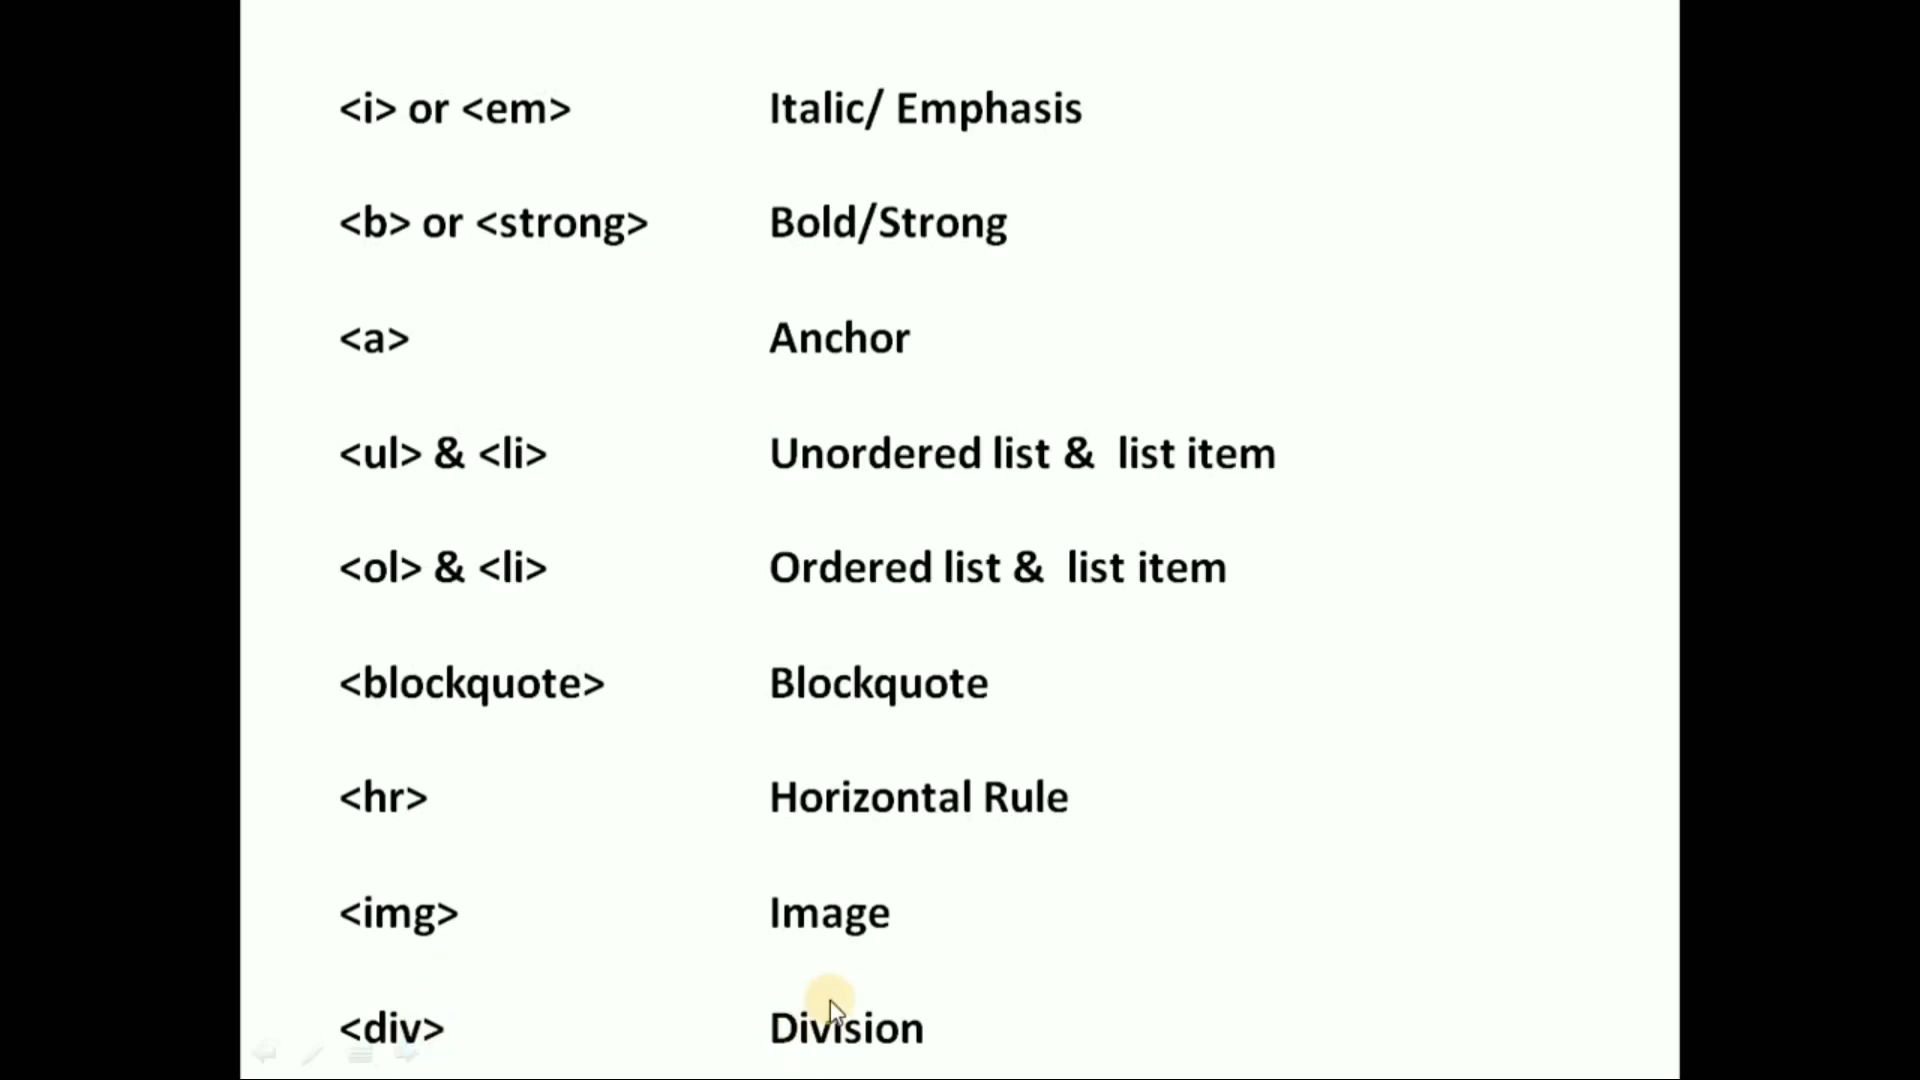 <i> or <em> Italic/ Emphasis
<b> or <strong> Bold/Strong
<a> Anchor
<ul> & <li> Unordered list & list item
<ol> & <li> Ordered list & list item
<blockquote> Blockquote
<hr> Horizontal Rule
<img> Image
<div> Division